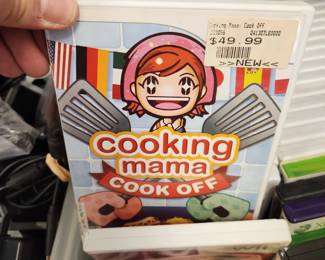 Cooking Mama: Cook Off
$49.99
>>NEW<<
cooking
mama
COOK OFF